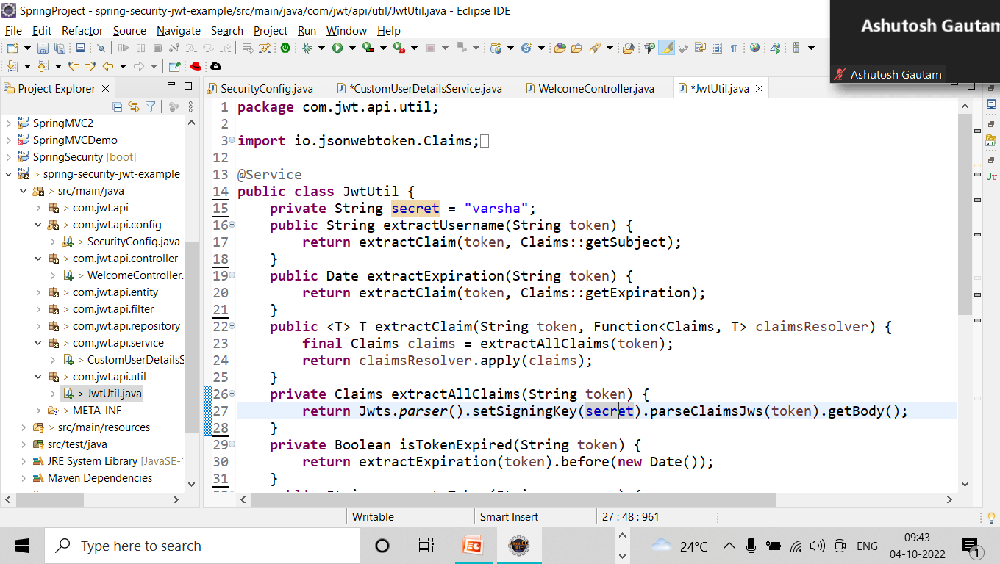 SpringProject - spring-security-jwt-example/src/main/java/com/jwt/api/util/JwtUtil.java - Eclipse IDE
Ashutosh Gautam
File Edit Refactor Source Navigate Search Project Run Window Help
Ashutosh Gautam
Project Explorer
SecurityConfig.java *CustomUserDetailsService.java WelcomeController.java *JwtUtil.java
SpringMVC2
SpringMVCDemo
SpringSecurity [boot]
> spring-security-jwt-example
> src/main/java
> com.jwt.api
> com.jwt.api.config
> SecurityConfig.java
> com.jwt.api.controller
> WelcomeController.
> com.jwt.api.entity
> com.jwt.api.filter
> com.jwt.api.repository
> com.jwt.api.service
> CustomUserDetailsS
> com.jwt.api.util
> JwtUtil.java
> META-INF
> src/main/resources
src/test/java
JRE System Library [JavaSE-1
Maven Dependencies
1 package com.jwt.api.util;
2
3 import io.jsonwebtoken.Claims;
12
13 @Service
14 public class JwtUtil {
15 private String secret = "varsha";
16 public String extractUsername(String token) {
17 return extractClaim(token, Claims::getSubject);
18 }
19 public Date extractExpiration(String token) {
20 return extractClaim(token, Claims::getExpiration);
21 }
22 public <T> T extractClaim(String token, Function<Claims, T> claimsResolver) {
23 final Claims claims = extractAllClaims(token);
24 return claimsResolver.apply(claims);
25 }
26 private Claims extractAllClaims(String token) {
27 return Jwts.parser().setSigningKey(secret).parseClaimsJws(token).getBody();
28 }
29 private Boolean isTokenExpired(String token) {
30 return extractExpiration(token).before(new Date());
31 }
Writable Smart Insert 27 : 48 : 961
Type here to search
24°C ENG
09:43
04-10-2022
1